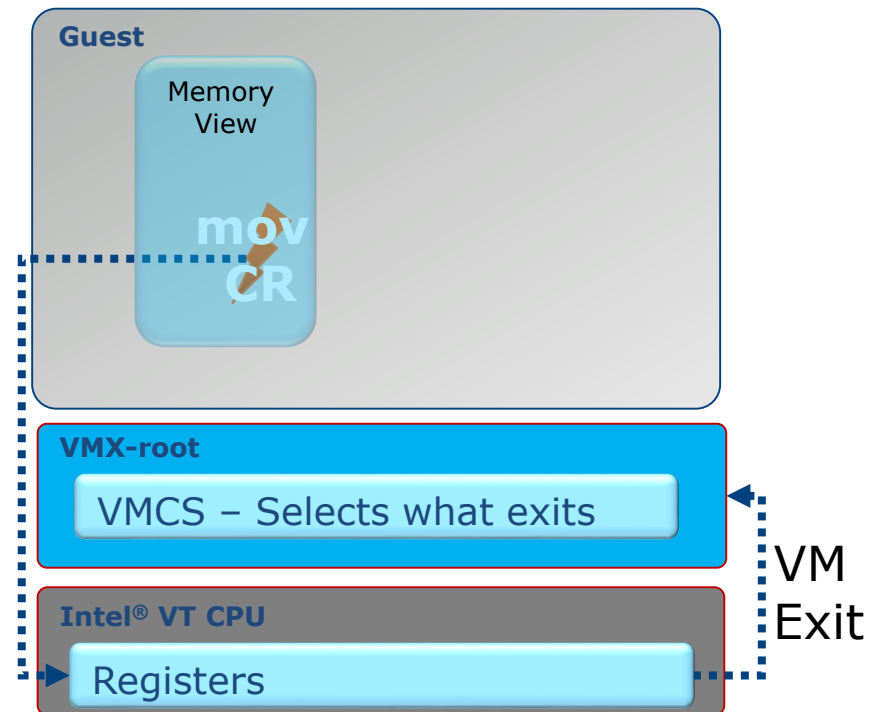 Guest
Memory
View
mov
CR
VMX-root
VMCS – Selects what exits
VM
Exit
Intel® VT CPU
Registers